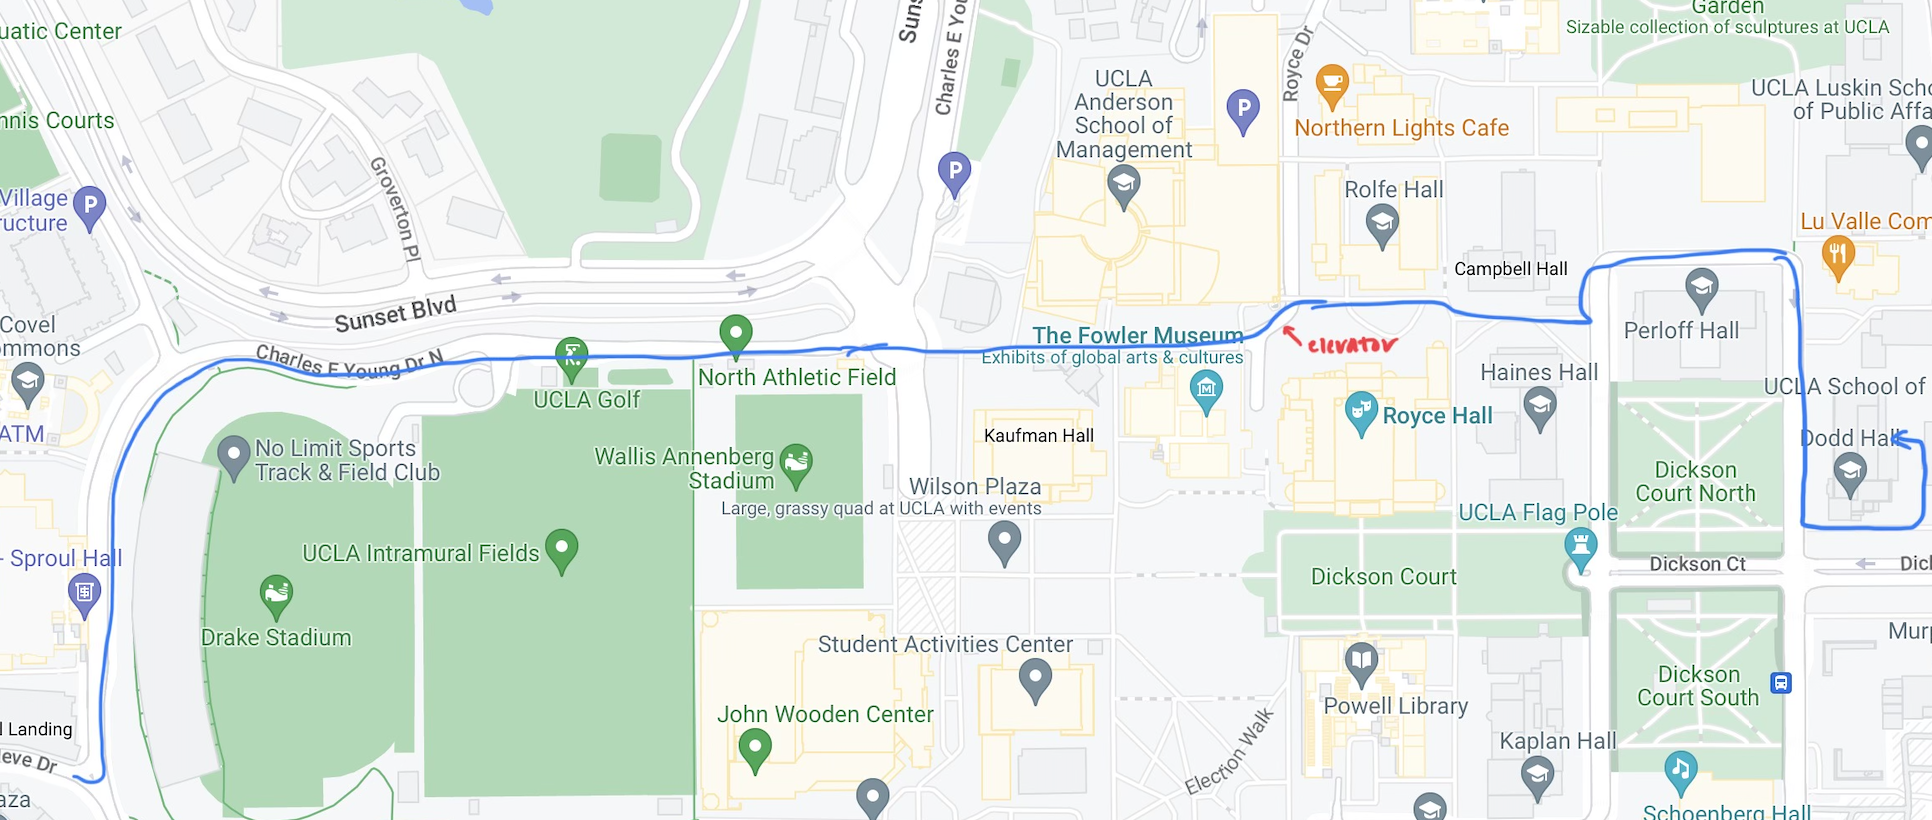 Garden
Sizable collection of sculptures at UCLA
uatic Center
Charles E You
Royce Dr
UCLA
Anderson
School of
Management
P
Northern Lights Cafe
UCLA Luskin Scho
of Public Affa
nnis Courts
Groverton Pl
P
Village
ructure
P
Rolfe Hall
Lu Valle Com
Campbell Hall
Sunset Blvd
Covel
ommons
Charles E Young Dr N
The Fowler Museum
Exhibits of global arts & cultures
elevator
Perloff Hall
North Athletic Field
UCLA Golf
Haines Hall
UCLA School of
ATM
Royce Hall
No Limit Sports
Track & Field Club
Kaufman Hall
Dodd Hall
Wallis Annenberg
Stadium
Dickson
Court North
Wilson Plaza
Large, grassy quad at UCLA with events
UCLA Flag Pole
- Sproul Hall
UCLA Intramural Fields
Dickson Court
Dickson Ct
Drake Stadium
Student Activities Center
Dickson
Court South
Powell Library
John Wooden Center
l Landing
eve Dr
Election Walk
Kaplan Hall
aza
Schoenberg Hall